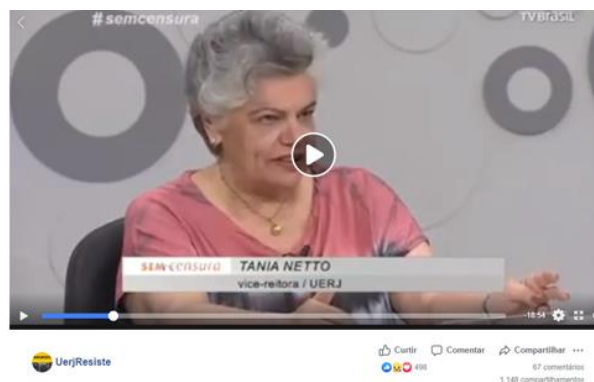 #semcensura
TVBRASIL
SEM CENSURA TANIA NETTO
vice-reitora / UERJ
-18:54
UerjResiste
Curtir Comentar Compartilhar
498
67 comentários
1.148 compartilhamentos